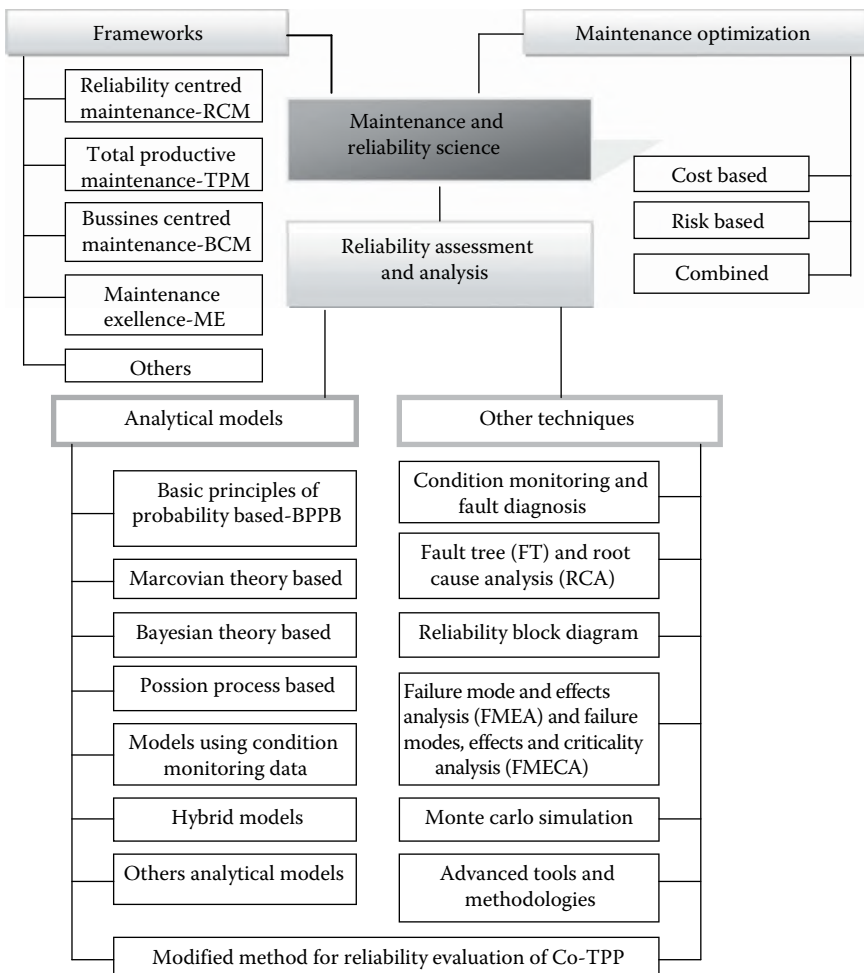 Frameworks
Maintenance optimization
Reliability centred
maintenance-RCM
Total productive
maintenance-TPM
Bussines centred
maintenance-BCM
Maintenance
exellence-ME
Others
Maintenance and
reliability science
Reliability assessment
and analysis
Cost based
Risk based
Combined
Analytical models
Basic principles of
probability based-BPPB
Marcovian theory based
Bayesian theory based
Possion process based
Models using condition
monitoring data
Hybrid models
Others analytical models
Other techniques
Condition monitoring and
fault diagnosis
Fault tree (FT) and root
cause analysis (RCA)
Reliability block diagram
Failure mode and effects
analysis (FMEA) and failure
modes, effects and criticality
analysis (FMECA)
Monte carlo simulation
Advanced tools and
methodologies
Modified method for reliability evaluation of Co-TPP